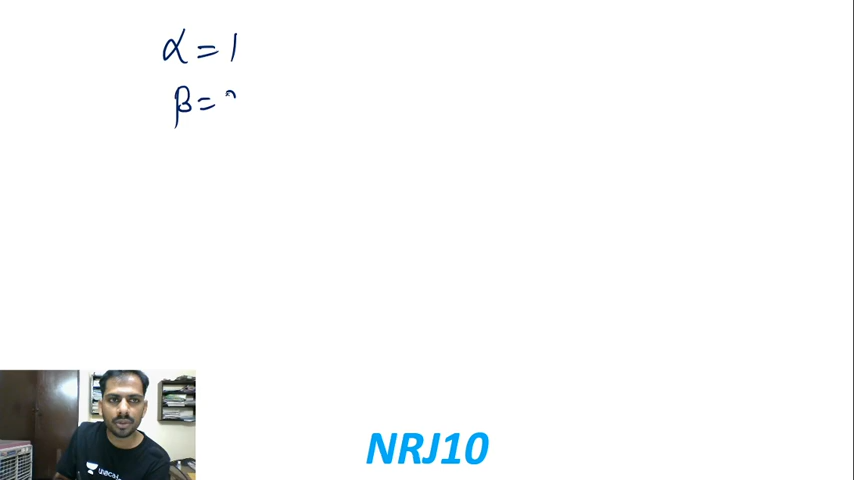 α = 1
β =
NRJ10